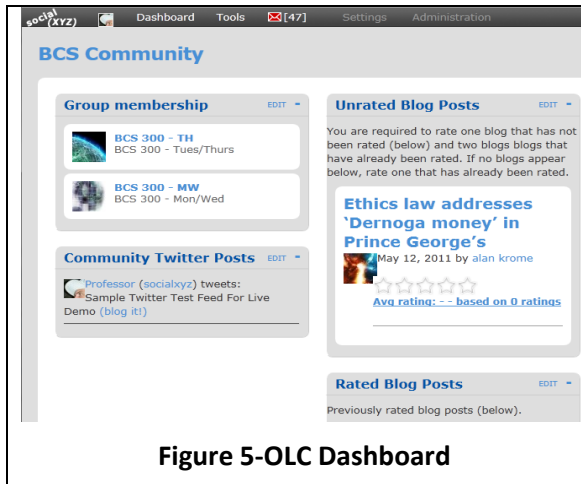 social
(XYZ)
Dashboard Tools [47] Settings Administration
BCS Community
Group membership EDIT -
BCS 300 - TH
BCS 300 - Tues/Thurs
BCS 300 - MW
BCS 300 - Mon/Wed
Community Twitter Posts EDIT -
Professor (socialxyz) tweets:
Sample Twitter Test Feed For Live
Demo (blog it!)
Unrated Blog Posts EDIT -
You are required to rate one blog that has not
been rated (below) and two blogs blogs that
have already been rated. If no blogs appear
below, rate one that has already been rated.
Ethics law addresses
‘Dernoga money’ in
Prince George’s
May 12, 2011 by alan krome
Avg rating: - - based on 0 ratings
Rated Blog Posts EDIT -
Previously rated blog posts (below).
Figure 5-OLC Dashboard